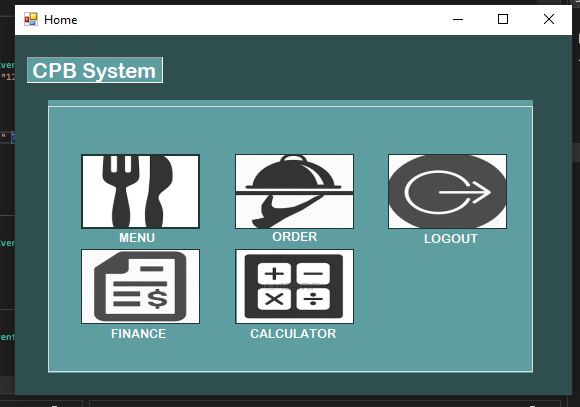 Home
CPB System
MENU
ORDER
LOGOUT
FINANCE
CALCULATOR